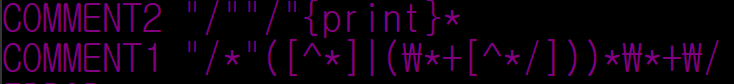 COMMENT2 "/""/"{print}*
COMMENT1 "/*"([^*]|(₩*+[^*/]))*₩*+₩/